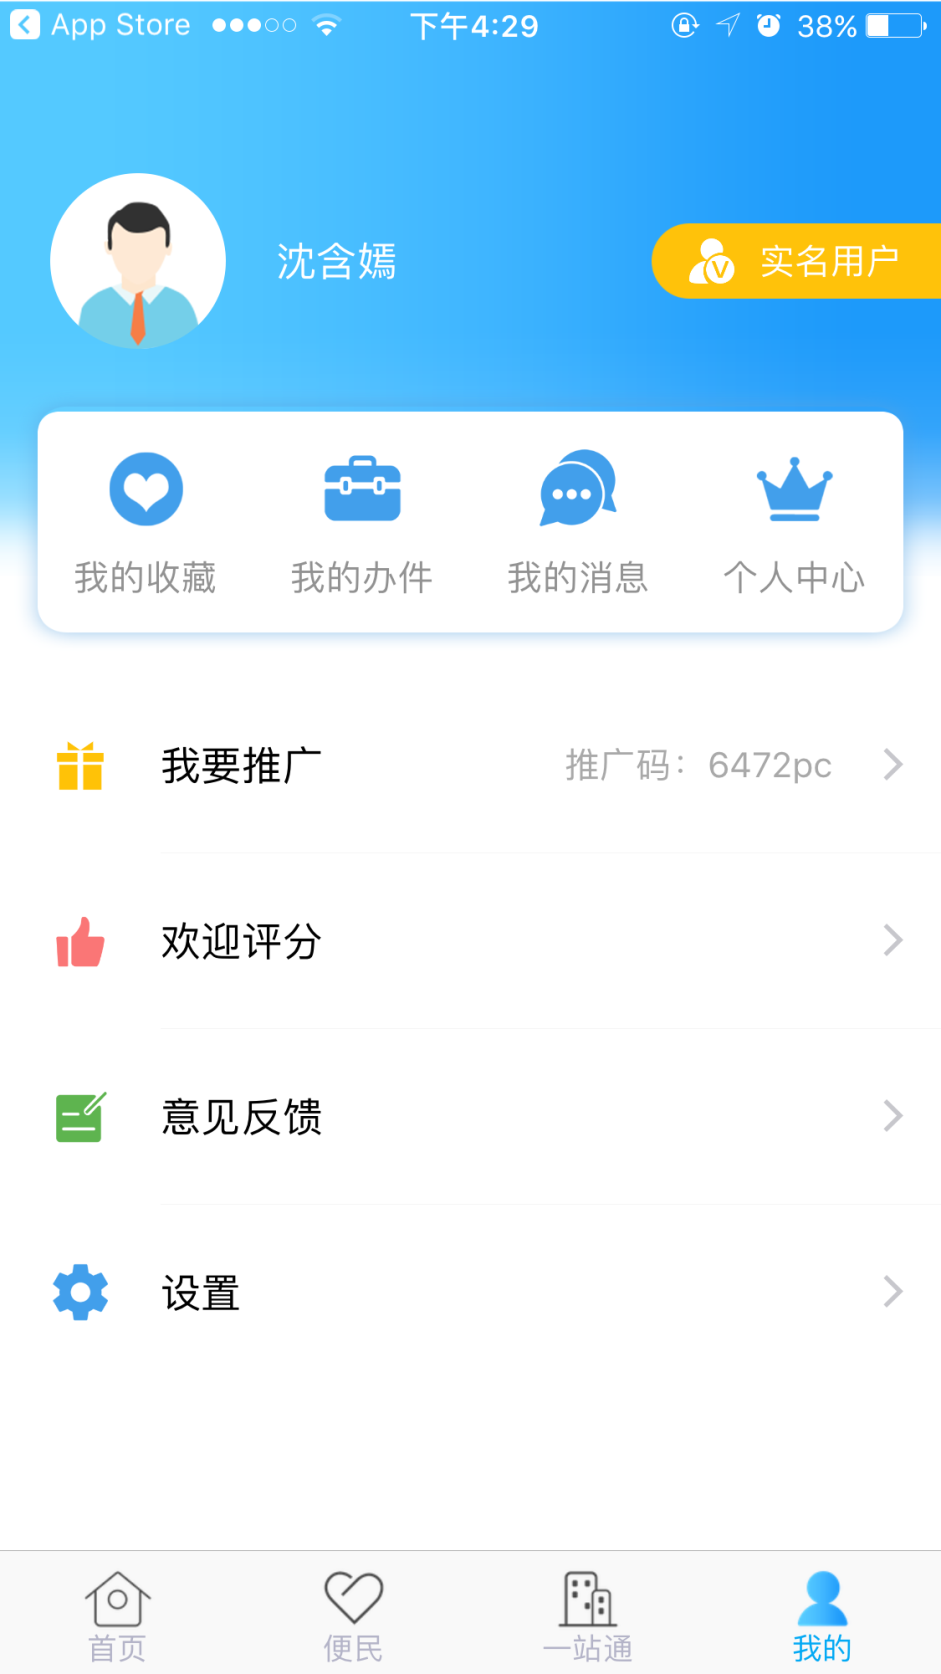 App Store 下午4:29 38%
沈含嫣 实名用户
我的收藏 我的办件 我的消息 个人中心
我要推广 推广码：6472pc
欢迎评分
意见反馈
设置
首页 便民 一站通 我的